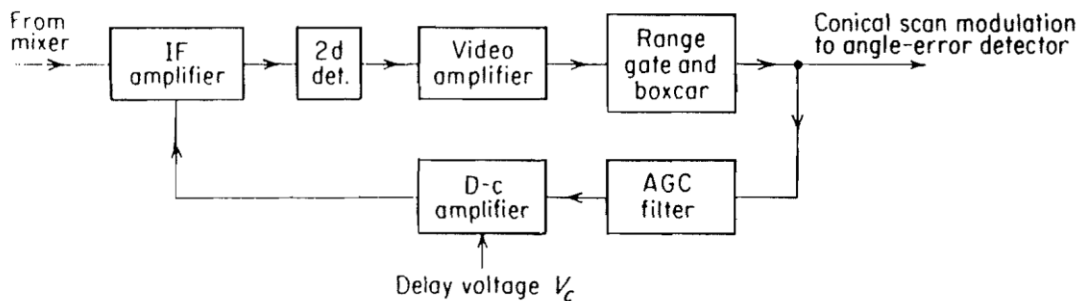 From
mixer
IF
amplifier
2d
det.
Video
amplifier
Range
gate and
boxcar
Conical scan modulation
to angle-error detector
D-c
amplifier
AGC
filter
Delay voltage Vc